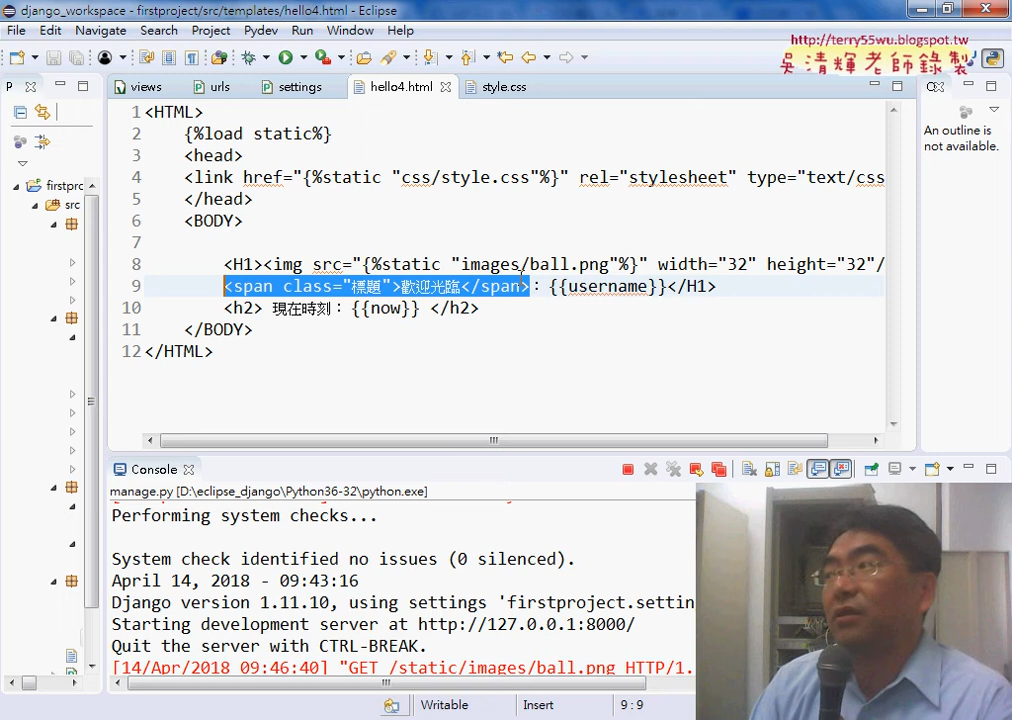 django_workspace - firstproject/src/templates/hello4.html - Eclipse
File Edit Navigate Search Project Pydev Run Window Help
http://terry55wu.blogspot.tw
吳清輝老師錄製
P views urls settings hello4.html style.css
1 <HTML>
2 {%load static%}
3 <head>
4 <link href="{%static "css/style.css"%}" rel="stylesheet" type="text/css
5 </head>
6 <BODY>
7
8 <H1><img src="{%static "images/ball.png"%}" width="32" height="32"/
9 <span class="標題">歡迎光臨</span>：{{username}}</H1>
10 <h2> 現在時刻：{{now}} </h2>
11 </BODY>
12 </HTML>
firstproc
src
An outline is
not available.
Console
manage.py [D:\eclipse_django\Python36-32\python.exe]
Performing system checks...
System check identified no issues (0 silenced).
April 14, 2018 - 09:43:16
Django version 1.11.10, using settings 'firstproject.settin
Starting development server at http://127.0.0.1:8000/
Quit the server with CTRL-BREAK.
[14/Apr/2018 09:46:40] "GET /static/images/ball.png HTTP/1.
Writable Insert 9 : 9